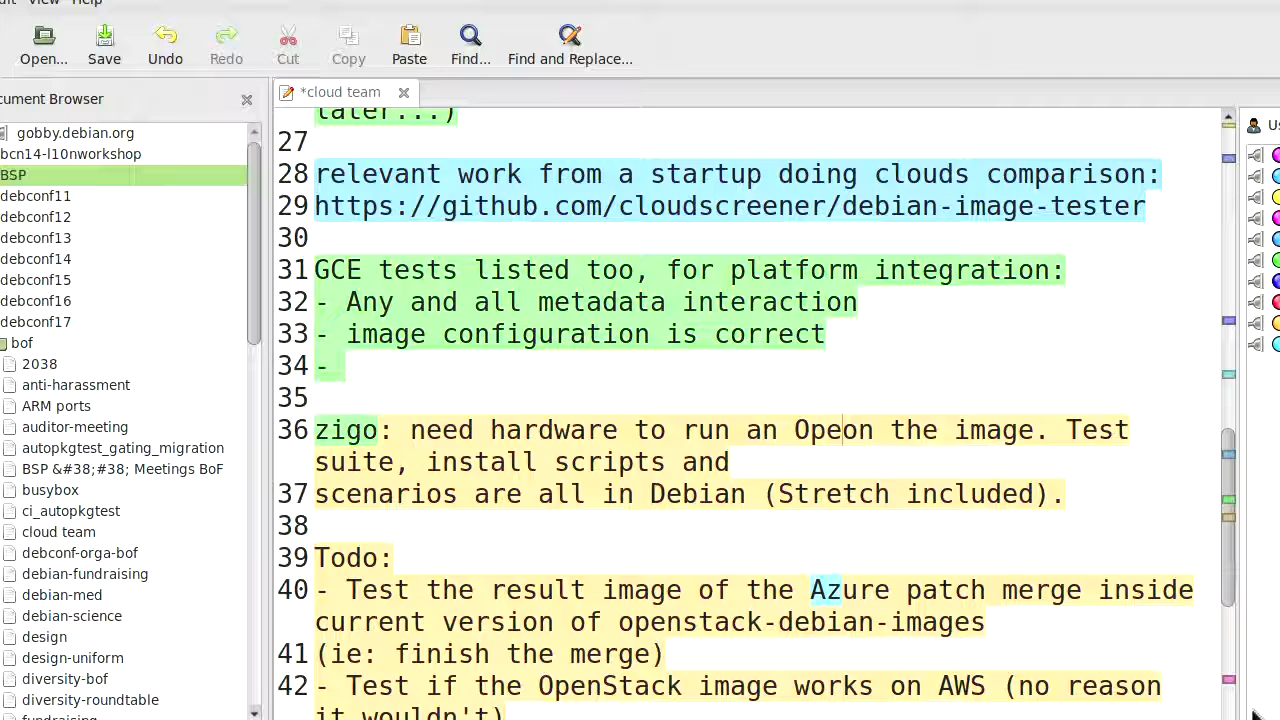 View Help
Open... Save Undo Redo Cut Copy Paste Find... Find and Replace...
cument Browser
*cloud team
gobby.debian.org
bcn14-l10nworkshop
BSP
debconf11
debconf12
debconf13
debconf14
debconf15
debconf16
debconf17
bof
2038
anti-harassment
ARM ports
auditor-meeting
autopkgtest_gating_migration
BSP &#38;#38; Meetings BoF
busybox
ci_autopkgtest
cloud team
debconf-orga-bof
debian-fundraising
debian-med
debian-science
design
design-uniform
diversity-bof
diversity-roundtable
fundraising
later...)
27
28 relevant work from a startup doing clouds comparison:
29 https://github.com/cloudscreener/debian-image-tester
30
31 GCE tests listed too, for platform integration:
32 - Any and all metadata interaction
33 - image configuration is correct
34 -
35
36 zigo: need hardware to run an Opeon the image. Test
suite, install scripts and
37 scenarios are all in Debian (Stretch included).
38
39 Todo:
40 - Test the result image of the Azure patch merge inside
current version of openstack-debian-images
41 (ie: finish the merge)
42 - Test if the OpenStack image works on AWS (no reason
it wouldn't)
Us